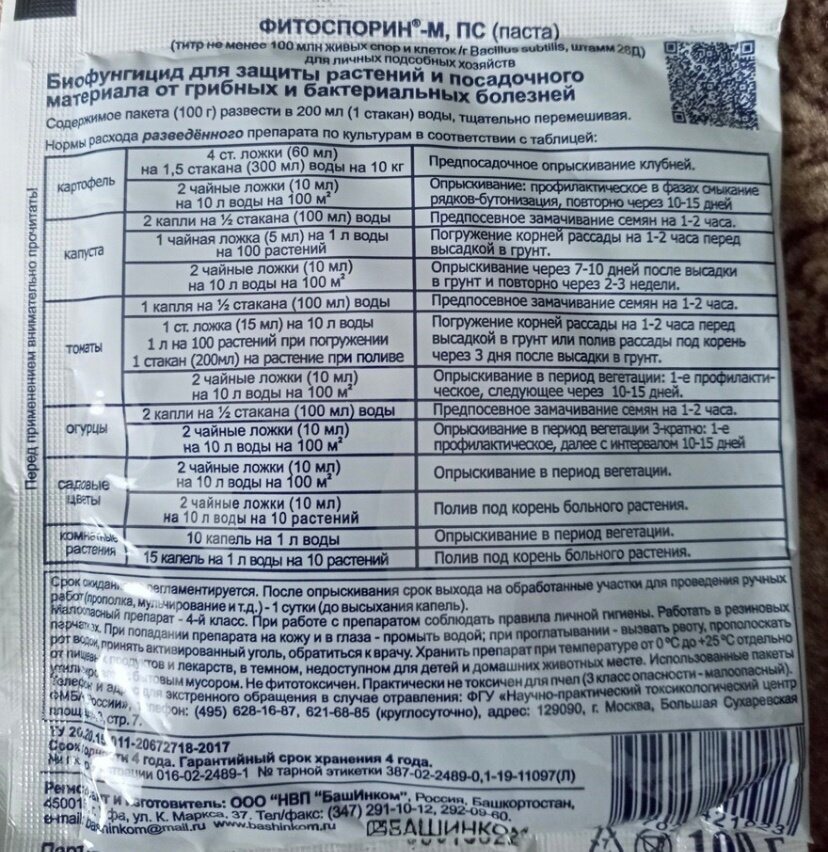 ФИТОСПОРИН®-М, ПС (паста)
(титр не менее 100 млн живых спор и клеток/г Bacillus subtilis, штамм 26Д)
для личных подсобных хозяйств
Биофунгицид для защиты растений и посадочного
материала от грибных и бактериальных болезней
Содержимое пакета (100 г) развести в 200 мл (1 стакан) воды, тщательно перемешивая.
Нормы расхода разведённого препарата по культурам в соответствии с таблицей:
Перед применением внимательно прочитать!
картофель
4 ст. ложки (60 мл)
на 1,5 стакана (300 мл) воды на 10 кг
Предпосадочное опрыскивание клубней.
2 чайные ложки (10 мл)
на 10 л воды на 100 м²
Опрыскивание: профилактическое в фазах смыкание
рядков-бутонизация, повторно через 10-15 дней
капуста
2 капли на ½ стакана (100 мл) воды
Предпосевное замачивание семян на 1-2 часа.
1 чайная ложка (5 мл) на 1 л воды
на 100 растений
Погружение корней рассады на 1-2 часа перед
высадкой в грунт.
2 чайные ложки (10 мл)
на 10 л воды на 100 м²
Опрыскивание через 7-10 дней после высадки
в грунт и повторно через 2-3 недели.
томаты
1 капля на ½ стакана (100 мл) воды
Предпосевное замачивание семян на 1-2 часа.
1 ст. ложка (15 мл) на 10 л воды
1 л на 100 растений при погружении
1 стакан (200мл) на растение при поливе
Погружение корней рассады на 1-2 часа перед
высадкой в грунт или полив рассады под корень
через 3 дня после высадки в грунт.
2 чайные ложки (10 мл)
на 10 л воды на 100 м²
Опрыскивание в период вегетации: 1-е профилакти-
ческое, следующее через 10-15 дней.
огурцы
2 капли на ½ стакана (100 мл) воды
Предпосевное замачивание семян на 1-2 часа.
2 чайные ложки (10 мл)
на 10 л воды на 100 м²
Опрыскивание в период вегетации 3-кратно: 1-е
профилактическое, далее с интервалом 10-15 дней
садовые
цветы
2 чайные ложки (10 мл)
на 10 л воды на 100 м²
Опрыскивание в период вегетации.
2 чайные ложки (10 мл)
на 10 л воды на 10 растений
Полив под корень больного растения.
комнатные
растения
10 капель на 1 л воды
Опрыскивание в период вегетации.
15 капель на 1 л воды на 10 растений
Полив под корень больного растения.
Срок ожидания регламентируется. После опрыскивания срок выхода на обработанные участки для проведения ручных
работ (прополка, мульчирование и т.д.) - 1 сутки (до высыхания капель).
Малоопасный препарат - 4-й класс. При работе с препаратом соблюдать правила личной гигиены. Работать в резиновых
перчатках. При попадании препарата на кожу и в глаза - промыть водой; при проглатывании - вызвать рвоту, прополоскать
рот водой, принять активированный уголь, обратиться к врачу. Хранить препарат при температуре от 0 °С до +25 °С отдельно
от пищевых продуктов и лекарств, в темном, недоступном для детей и домашних животных месте. Использованные пакеты
бытовым мусором. Не фитотоксичен. Практически не токсичен для пчел (3 класс опасности - малоопасный).
Телефон и адрес для экстренного обращения в случае отравления: ФГУ «Научно-практический токсикологический центр
ФМБА России», телефон: (495) 628-16-87, 621-68-85 (круглосуточно), адрес: 129090, г. Москва, Большая Сухаревская
площадь, стр. 7.
ТУ 20.20.15-011-20672718-2017
Срок годности 4 года. Гарантийный срок хранения 4 года.
016-02-2489-1 № тарной этикетки 387-02-2489-0,1-19-11097(Л)
и изготовитель: ООО "НВП "БашИнком", Россия, Башкортостан,
ул. К. Маркса, 37. Тел/факс: (347) 291-10-12, 292-09-60.
e-mail: bashinkom@mail.ru www.bashinkom.ru
БАШИНКОМ
100 г